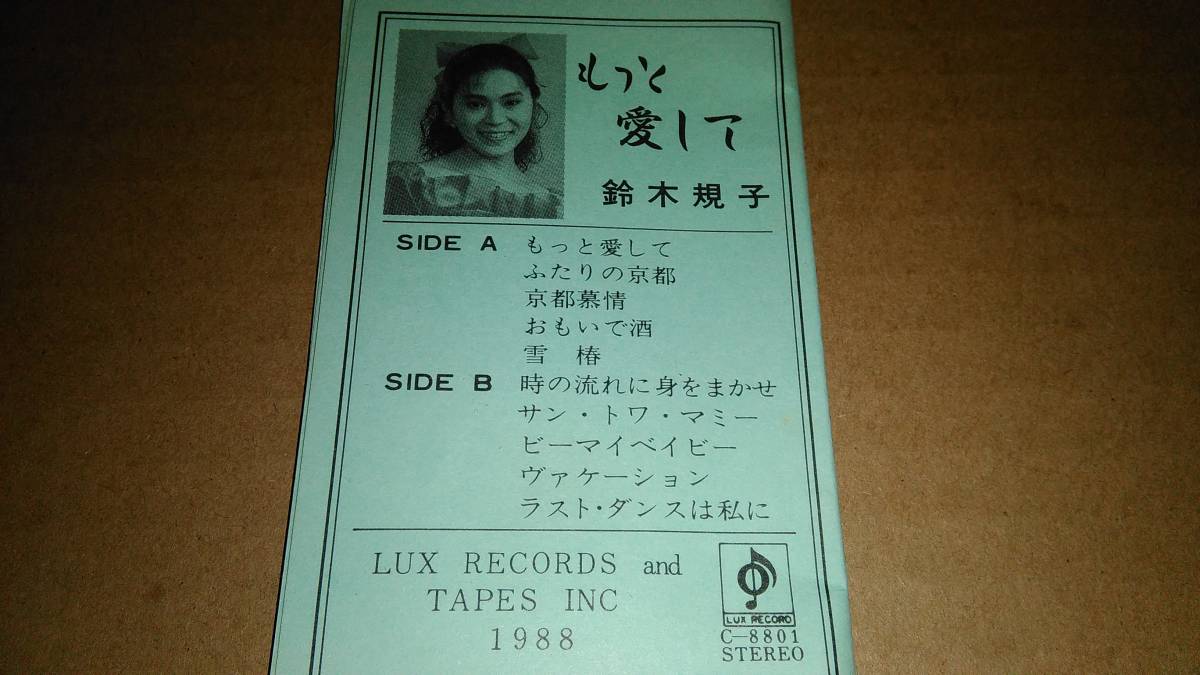 もっと
愛して
鈴木規子
SIDE A もっと愛して
ふたりの京都
京都慕情
おもいで酒
雪 椿
SIDE B 時の流れに身をまかせ
サン・トワ・マミー
ビーマイベイビー
ヴァケーション
ラスト・ダンスは私に
LUX RECORDS and
TAPES INC
1988
LUX RECORD
C-8801
STEREO